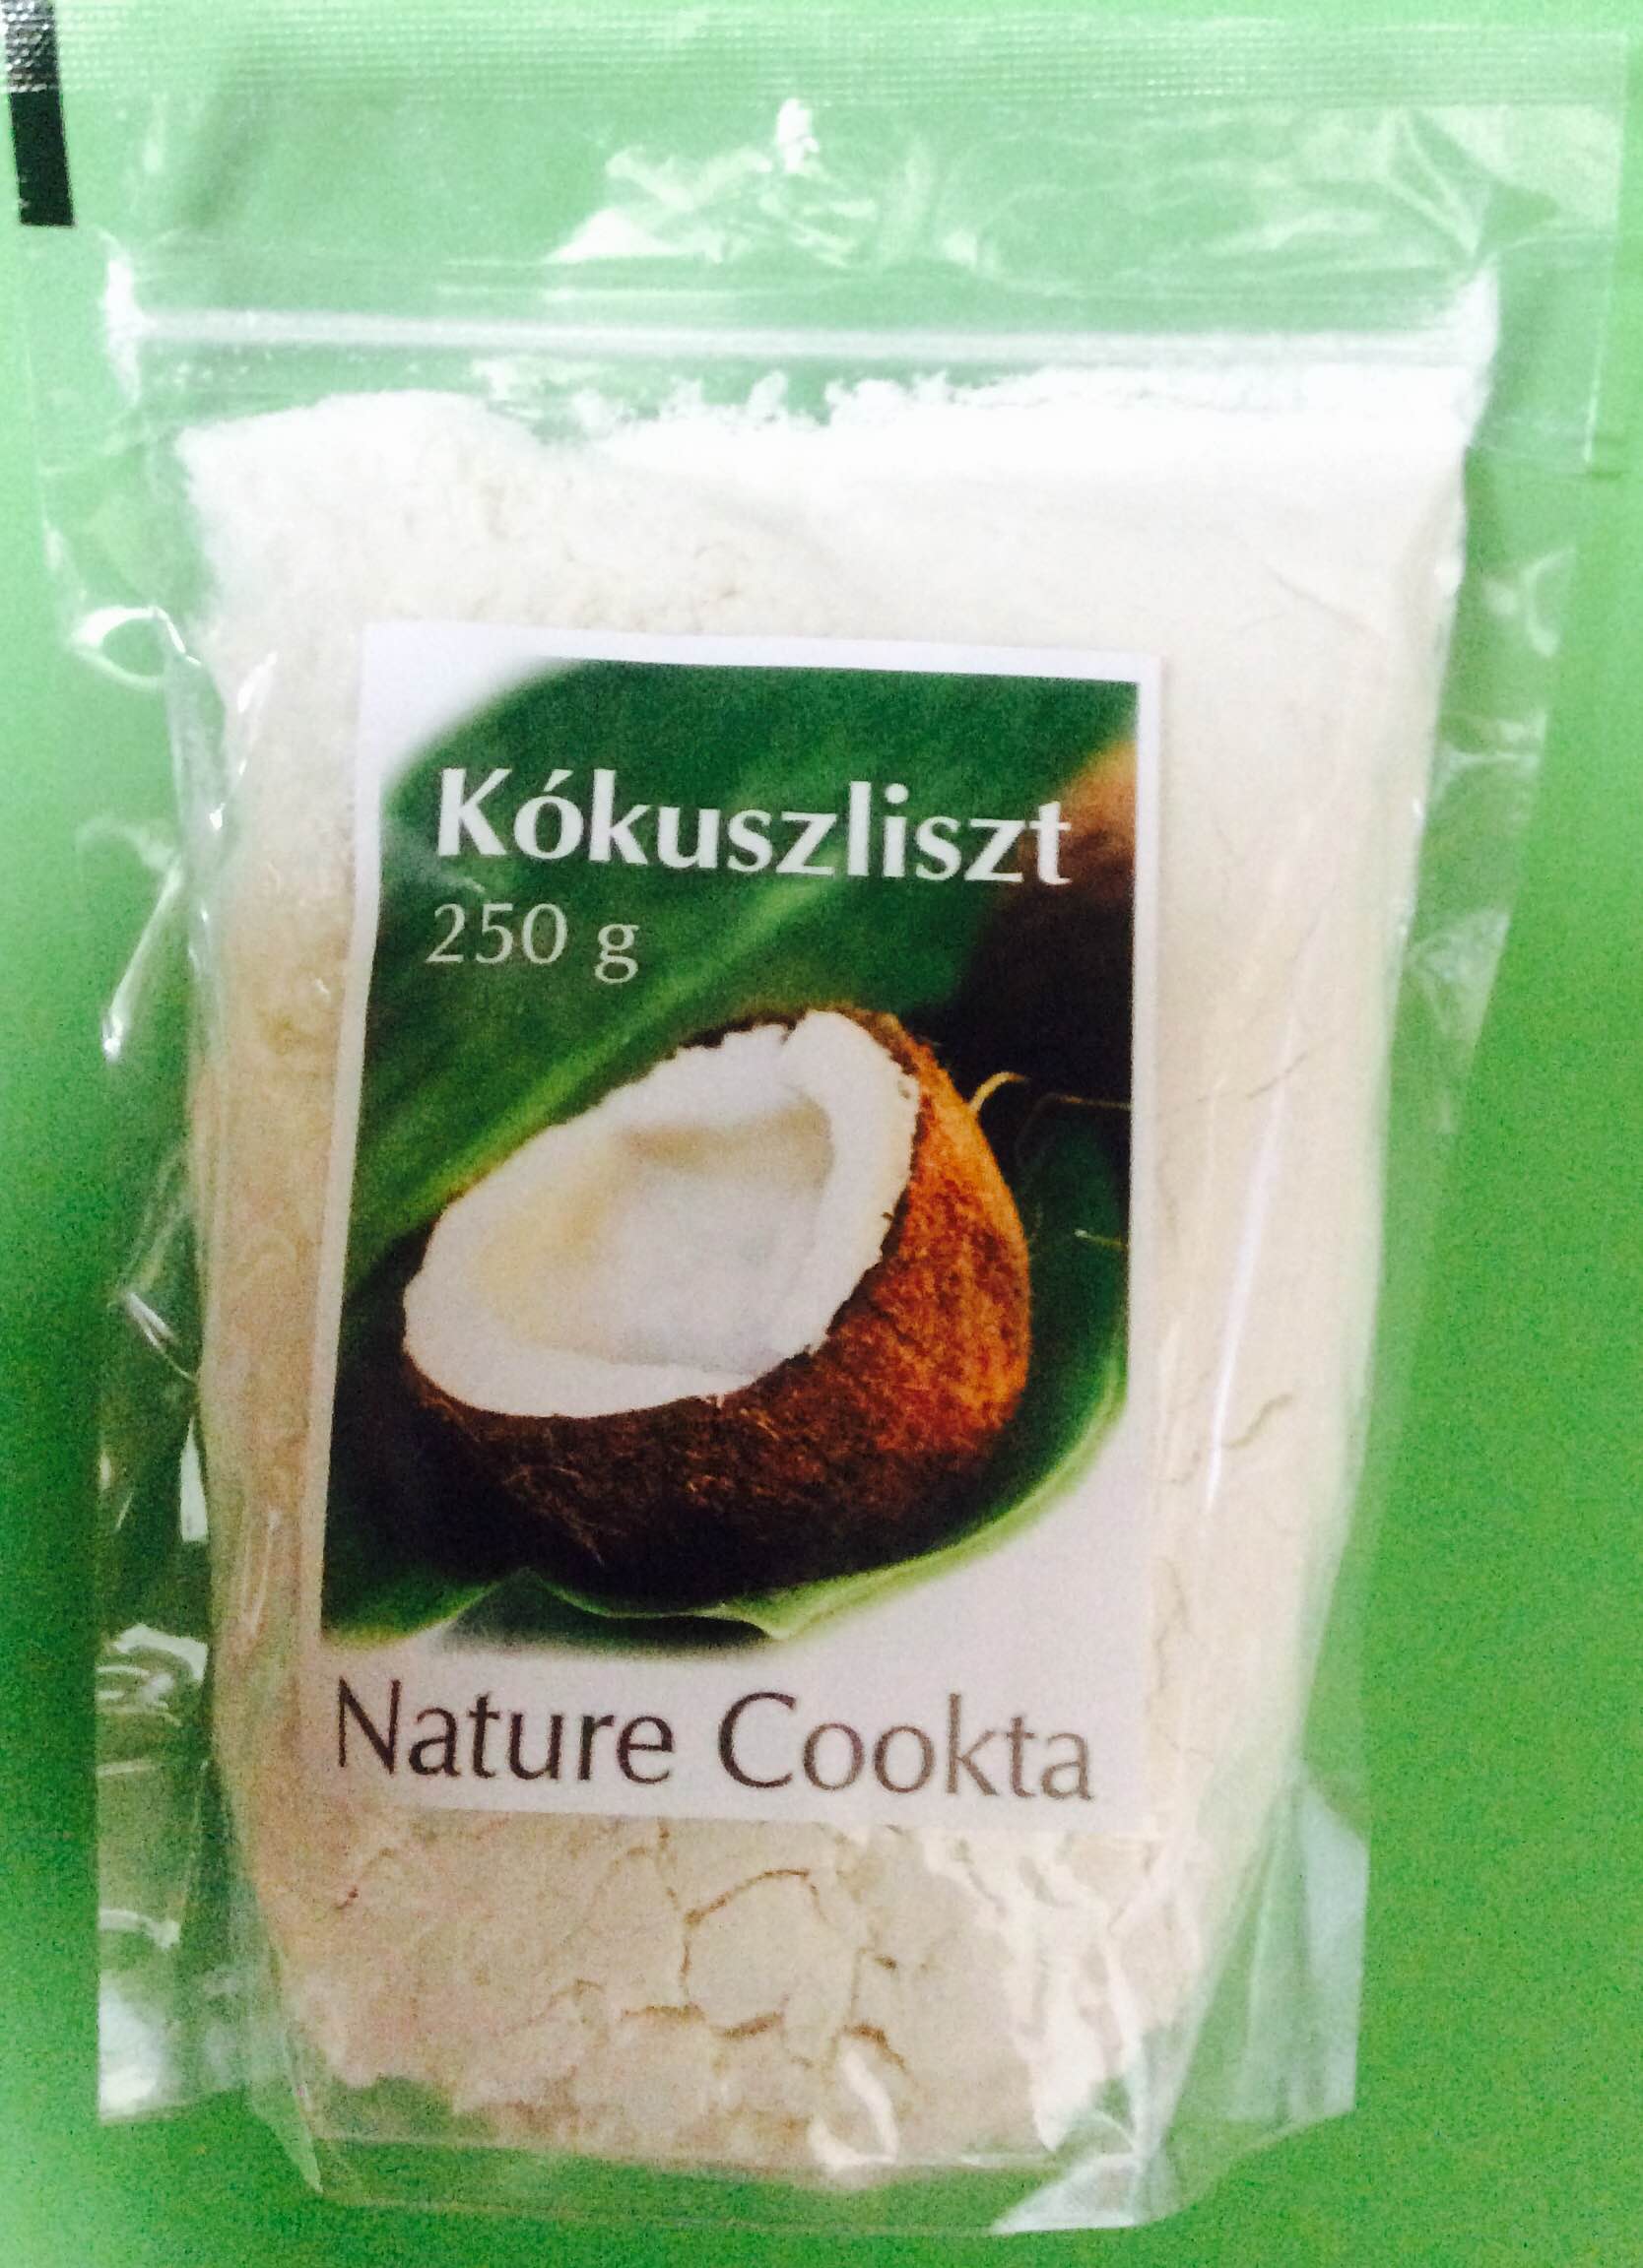 Kókuszliszt
250 g
Nature Cookta